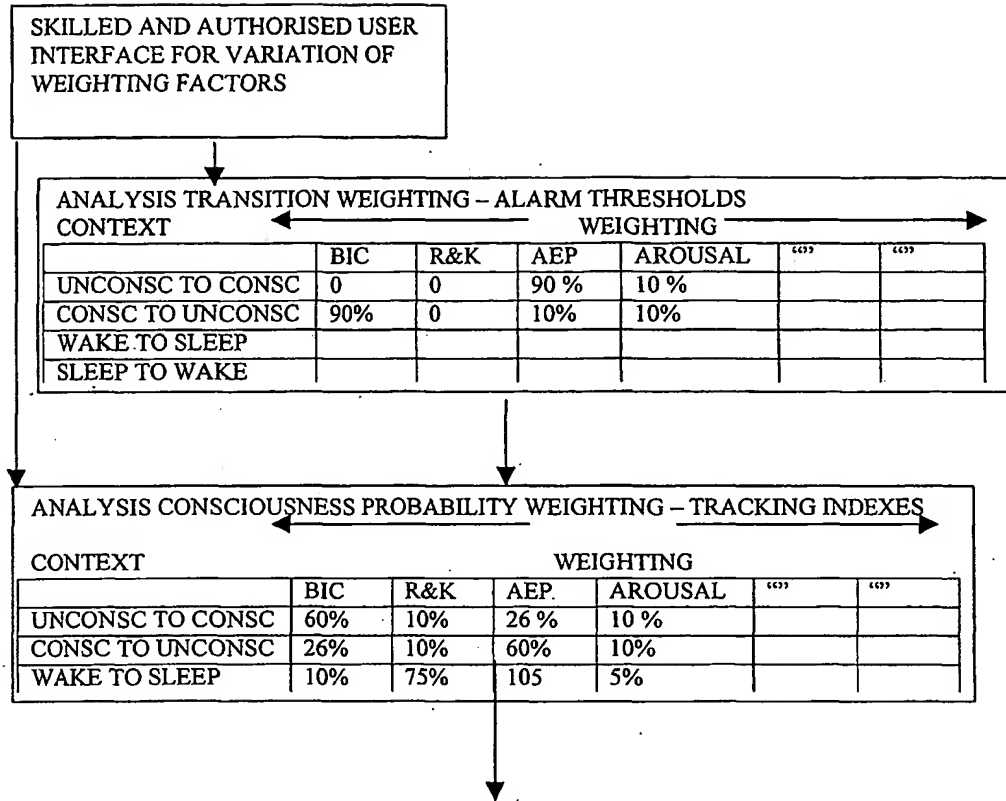 SKILLED AND AUTHORISED USER
INTERFACE FOR VARIATION OF
WEIGHTING FACTORS
ANALYSIS TRANSITION WEIGHTING – ALARM THRESHOLDS
CONTEXT WEIGHTING
BIC R&K AEP AROUSAL “” “”
UNCONSC TO CONSC 0 0 90 % 10 %
CONSC TO UNCONSC 90% 0 10% 10%
WAKE TO SLEEP
SLEEP TO WAKE
ANALYSIS CONSCIOUSNESS PROBABILITY WEIGHTING – TRACKING INDEXES
CONTEXT WEIGHTING
BIC R&K AEP. AROUSAL “” “”
UNCONSC TO CONSC 60% 10% 26 % 10 %
CONSC TO UNCONSC 26% 10% 60% 10%
WAKE TO SLEEP 10% 75% 105 5%